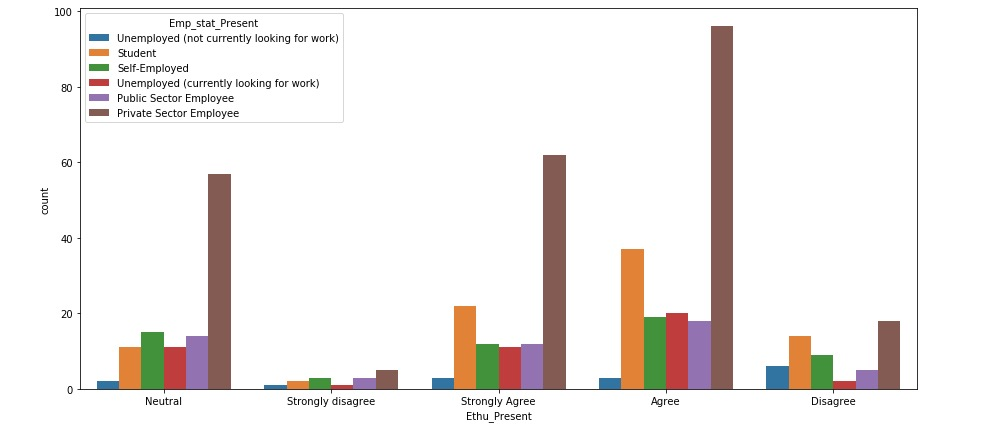 Emp_stat_Present
Unemployed (not currently looking for work)
Student
Self-Employed
Unemployed (currently looking for work)
Public Sector Employee
Private Sector Employee
100
80
60
40
20
0
count
Neutral
Strongly disagree
Strongly Agree
Agree
Disagree
Ethu_Present